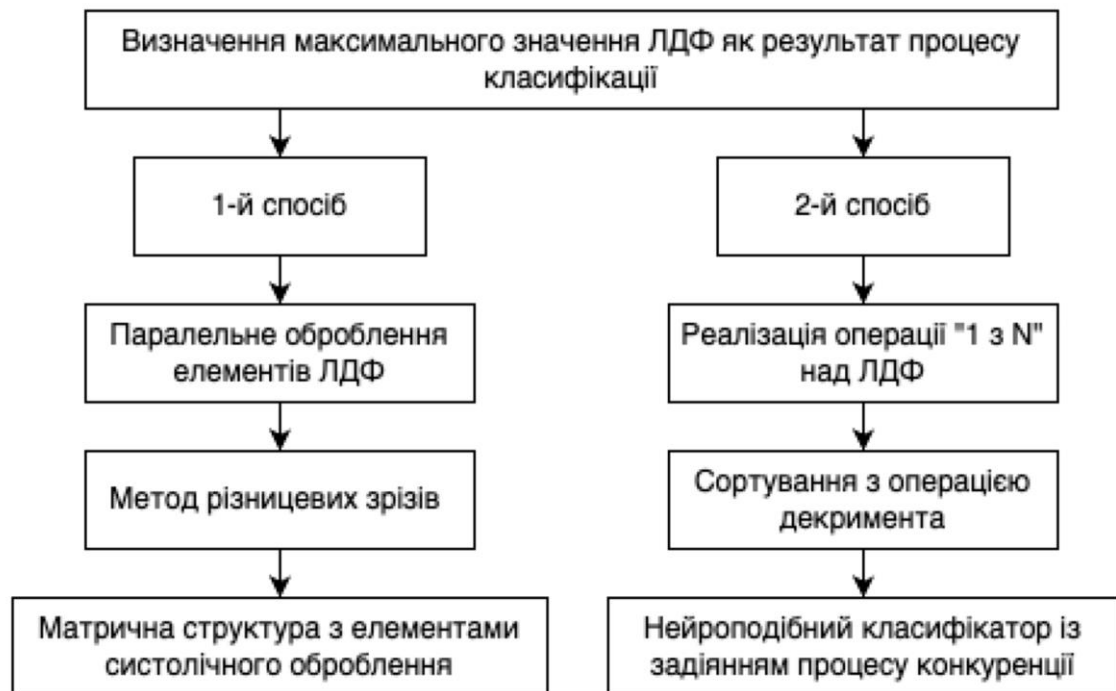 Визначення максимального значення ЛДФ як результат процесу
класифікації
1-й спосіб
2-й спосіб
Паралельне оброблення
елементів ЛДФ
Реалізація операції "1 з N"
над ЛДФ
Метод різницевих зрізів
Сортування з операцією
декримента
Матрична структура з елементами
систолічного оброблення
Нейроподібний класифікатор із
задіянням процесу конкуренції